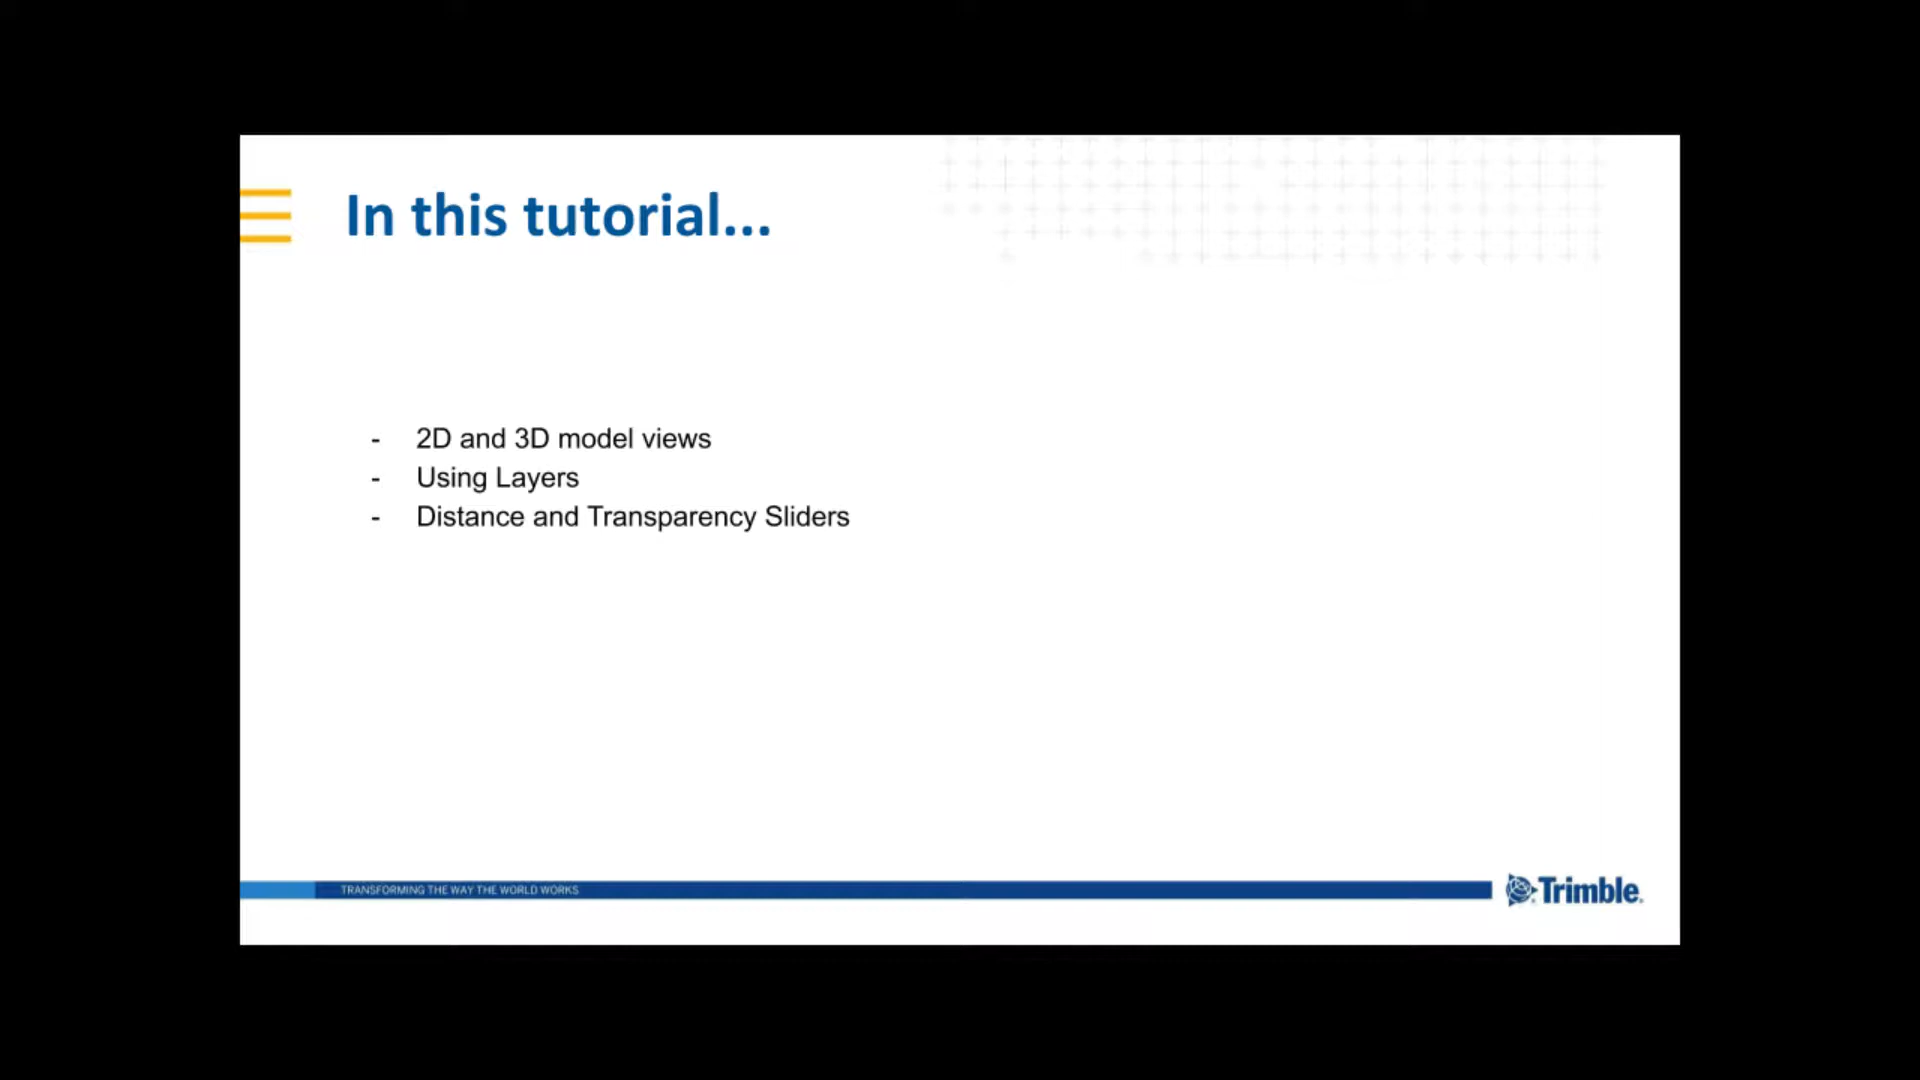 In this tutorial...
- 2D and 3D model views
- Using Layers
- Distance and Transparency Sliders
TRANSFORMING THE WAY THE WORLD WORKS
Trimble.